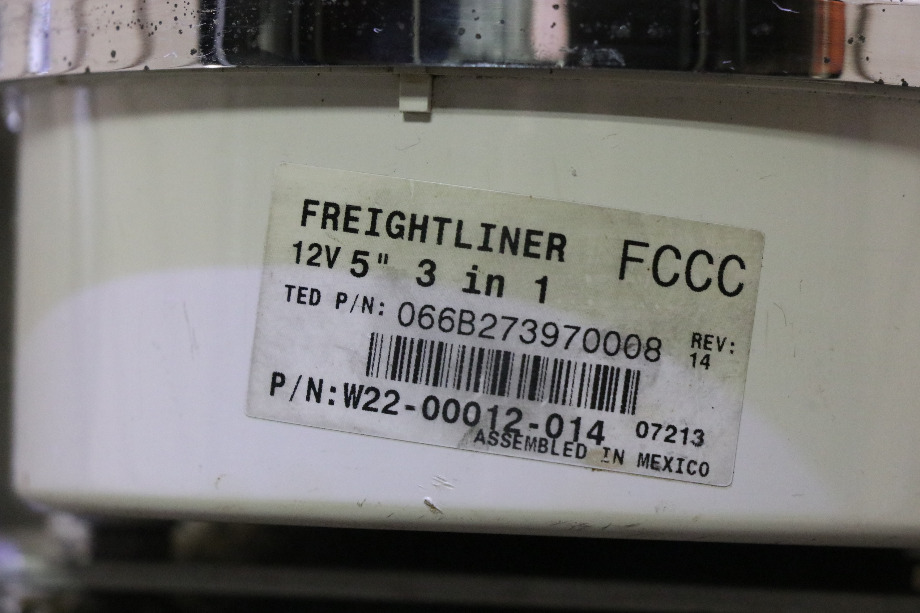 FREIGHTLINER FCCC
12V 5" 3 in 1
TED P/N: 066B273970008 REV: 14
P/N:W22-00012-014 07213
ASSEMBLED IN MEXICO